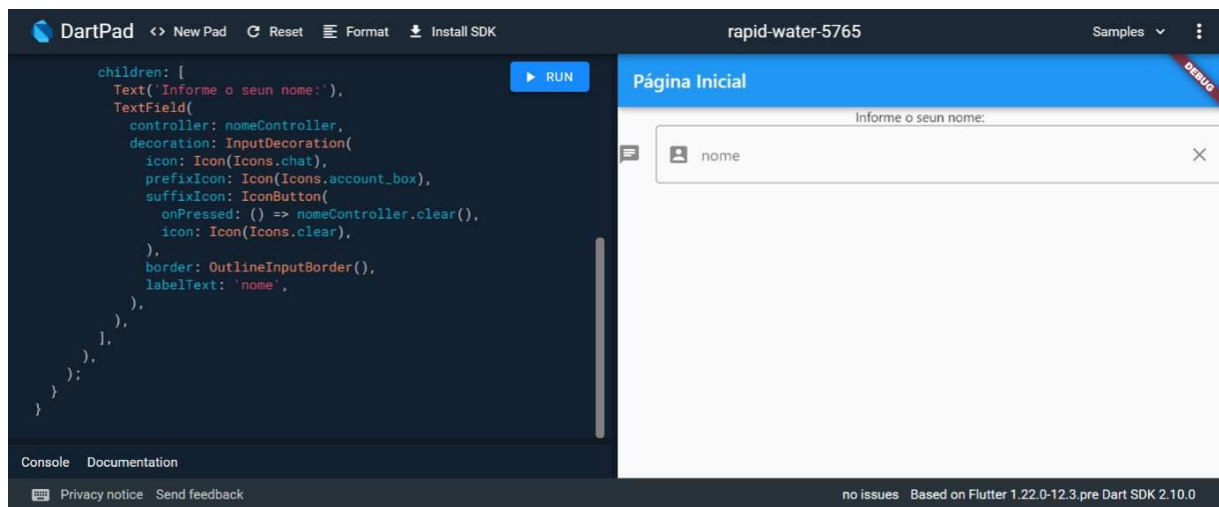 DartPad <> New Pad Reset Format Install SDK rapid-water-5765 Samples
children: [
Text('Informe o seun nome:'),
TextField(
controller: nomeController,
decoration: InputDecoration(
icon: Icon(Icons.chat),
prefixIcon: Icon(Icons.account_box),
suffixIcon: IconButton(
onPressed: () => nomeController.clear(),
icon: Icon(Icons.clear),
),
border: OutlineInputBorder(),
labelText: 'nome',
),
),
],
),
);
}
}
RUN
Página Inicial
DEBUG
Informe o seun nome:
nome
Console Documentation
Privacy notice Send feedback
no issues Based on Flutter 1.22.0-12.3.pre Dart SDK 2.10.0